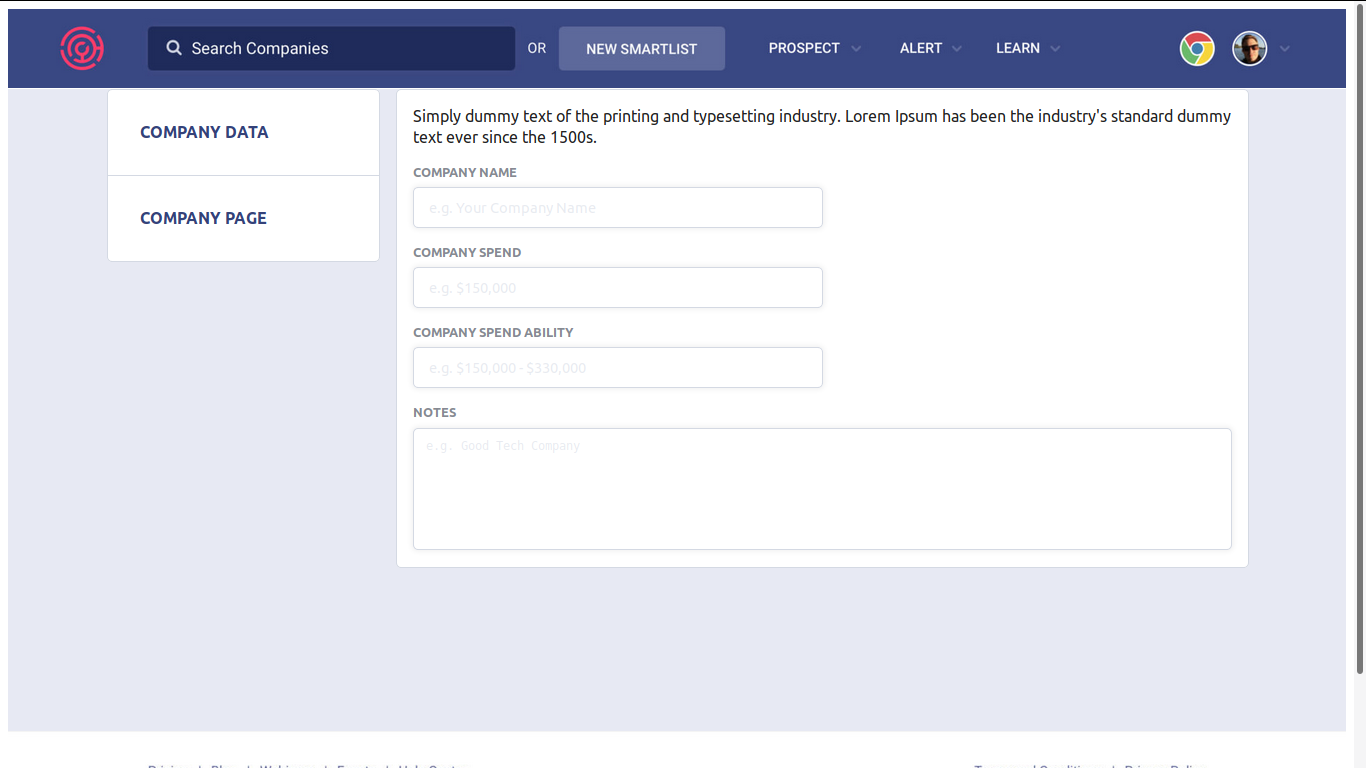 Search Companies
OR
NEW SMARTLIST
PROSPECT
ALERT
LEARN
COMPANY DATA
COMPANY PAGE
Simply dummy text of the printing and typesetting industry. Lorem Ipsum has been the industry's standard dummy
text ever since the 1500s.
COMPANY NAME
e.g. Your Company Name
COMPANY SPEND
e.g. $150,000
COMPANY SPEND ABILITY
e.g. $150,000 - $330,000
NOTES
e.g. Good Tech Company